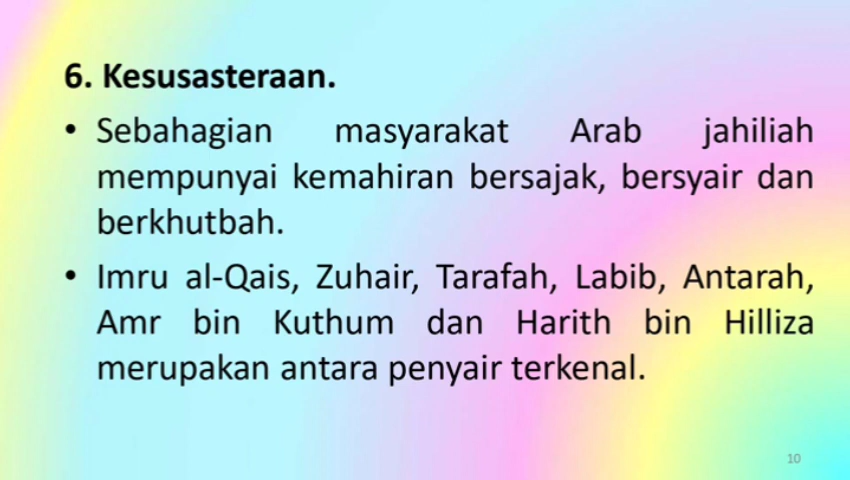 6. Kesusasteraan.
• Sebahagian masyarakat Arab jahiliah
mempunyai kemahiran bersajak, bersyair dan
berkhutbah.
• Imru al-Qais, Zuhair, Tarafah, Labib, Antarah,
Amr bin Kuthum dan Harith bin Hilliza
merupakan antara penyair terkenal.
10